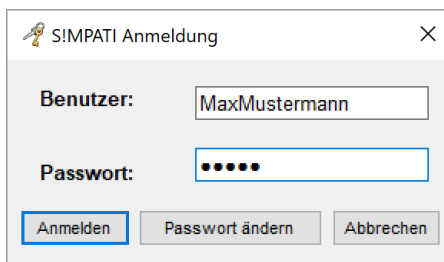 S!MPATI Anmeldung
Benutzer: MaxMustermann
Passwort: •••••
Anmelden Passwort ändern Abbrechen